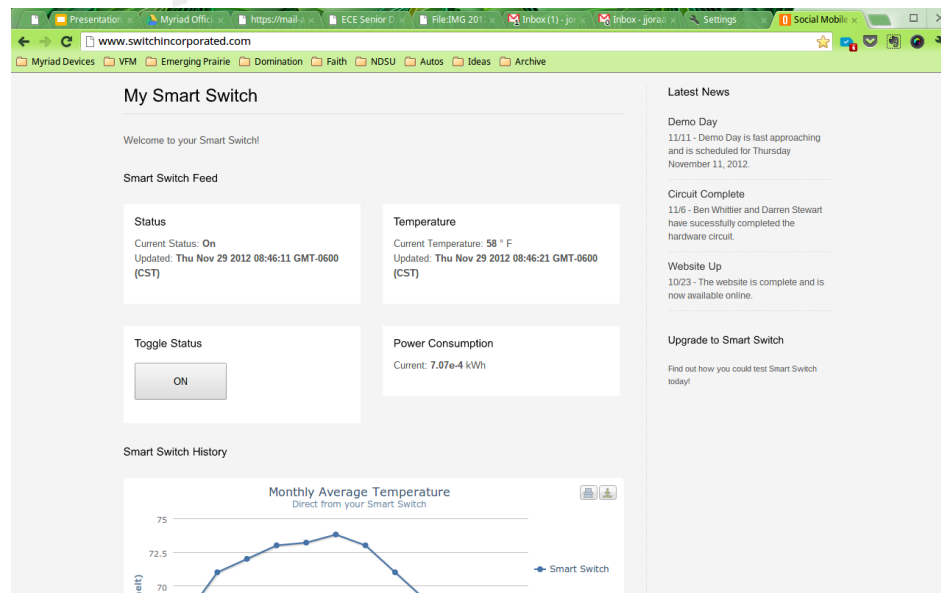 Presentation
Myriad Offic
https://mail-a
ECE Senior D
File:IMG 201
Inbox (1) - jor
Inbox - jjoraa
Settings
Social Mobile
www.switchincorporated.com
Myriad Devices
VFM
Emerging Prairie
Domination
Faith
NDSU
Autos
Ideas
Archive
My Smart Switch
Welcome to your Smart Switch!
Smart Switch Feed
Status
Current Status: On
Updated: Thu Nov 29 2012 08:46:11 GMT-0600
(CST)
Temperature
Current Temperature: 58 ° F
Updated: Thu Nov 29 2012 08:46:21 GMT-0600
(CST)
Toggle Status
ON
Power Consumption
Current: 7.07e-4 kWh
Smart Switch History
Monthly Average Temperature
Direct from your Smart Switch
75
72.5
70
Smart Switch
Latest News
Demo Day
11/11 - Demo Day is fast approaching
and is scheduled for Thursday
November 11, 2012.
Circuit Complete
11/6 - Ben Whittier and Darren Stewart
have sucessfully completed the
hardware circuit.
Website Up
10/23 - The website is complete and is
now available online.
Upgrade to Smart Switch
Find out how you could test Smart Switch
today!